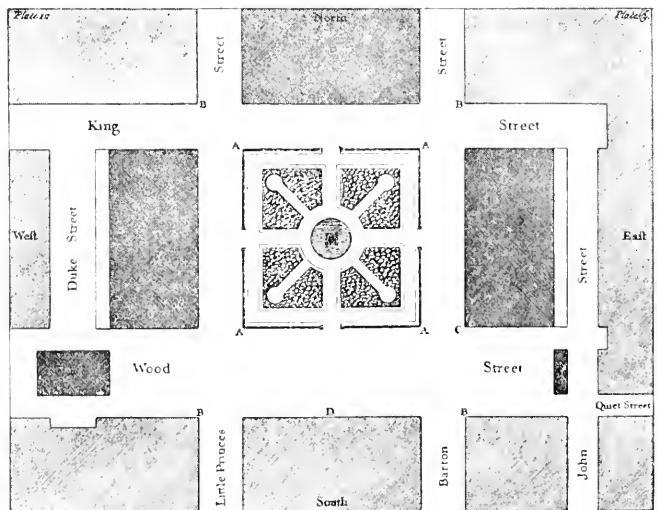 North
Street
Street
B
B
King
Street
A
A
West
Duke Street
Street
East
A
A
C
Wood
Street
Quiet Street
B
D
B
Little Princes
Barton
John
South